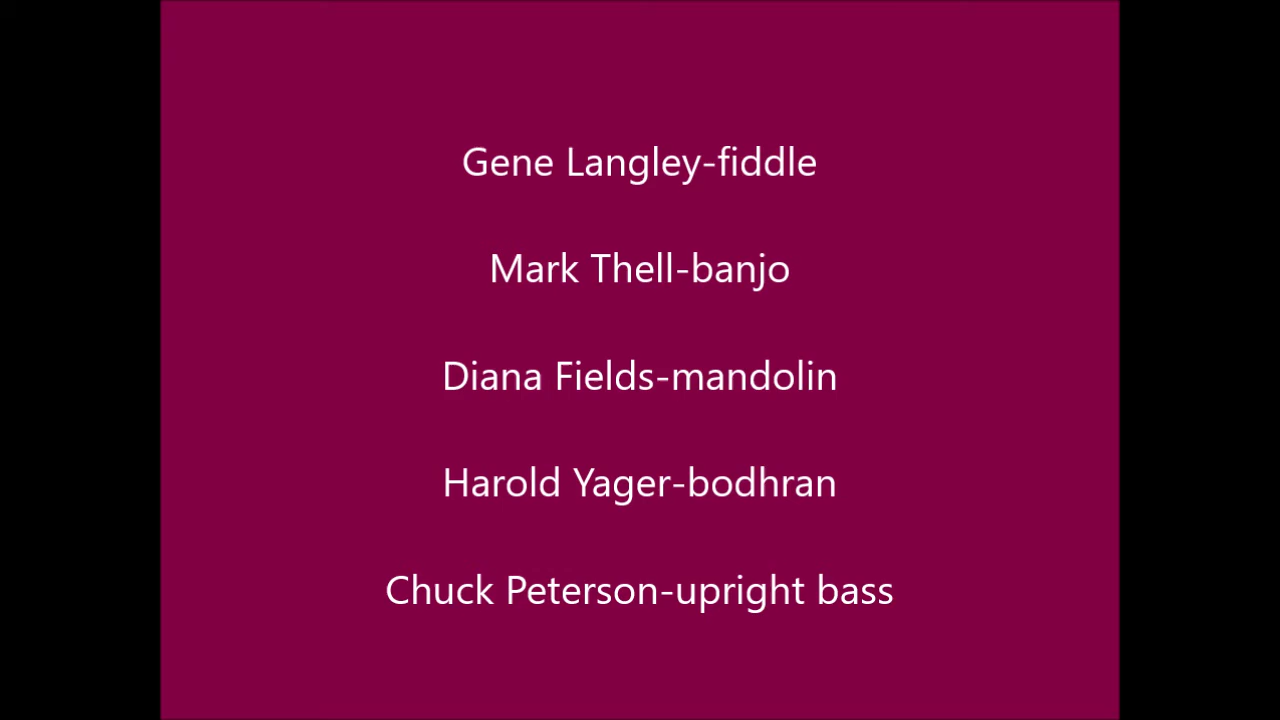 Gene Langley-fiddle
Mark Thell-banjo
Diana Fields-mandolin
Harold Yager-bodhran
Chuck Peterson-upright bass